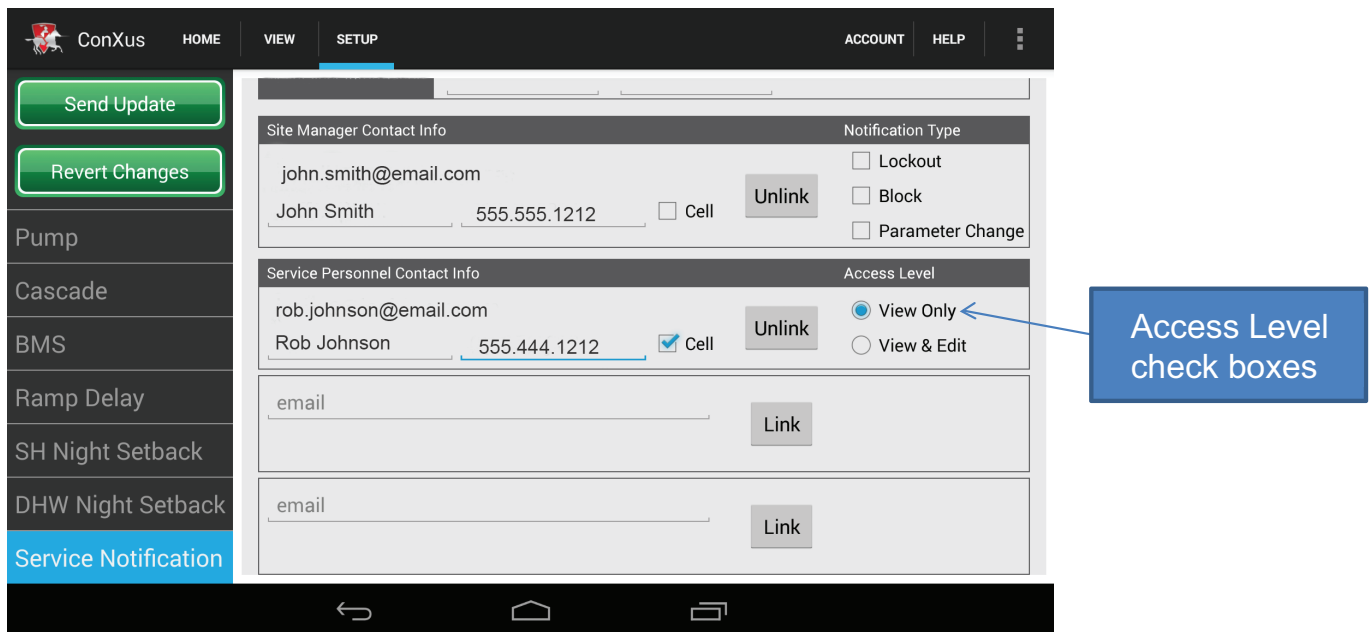 ConXus HOME VIEW SETUP ACCOUNT HELP
Send Update
Revert Changes
Pump
Cascade
BMS
Ramp Delay
SH Night Setback
DHW Night Setback
Service Notification
Site Manager Contact Info Notification Type
john.smith@email.com
John Smith 555.555.1212 Cell Unlink
Lockout
Block
Parameter Change
Service Personnel Contact Info Access Level
rob.johnson@email.com
Rob Johnson 555.444.1212 Cell Unlink
View Only
View & Edit
email
Link
email
Link
Access Level
check boxes